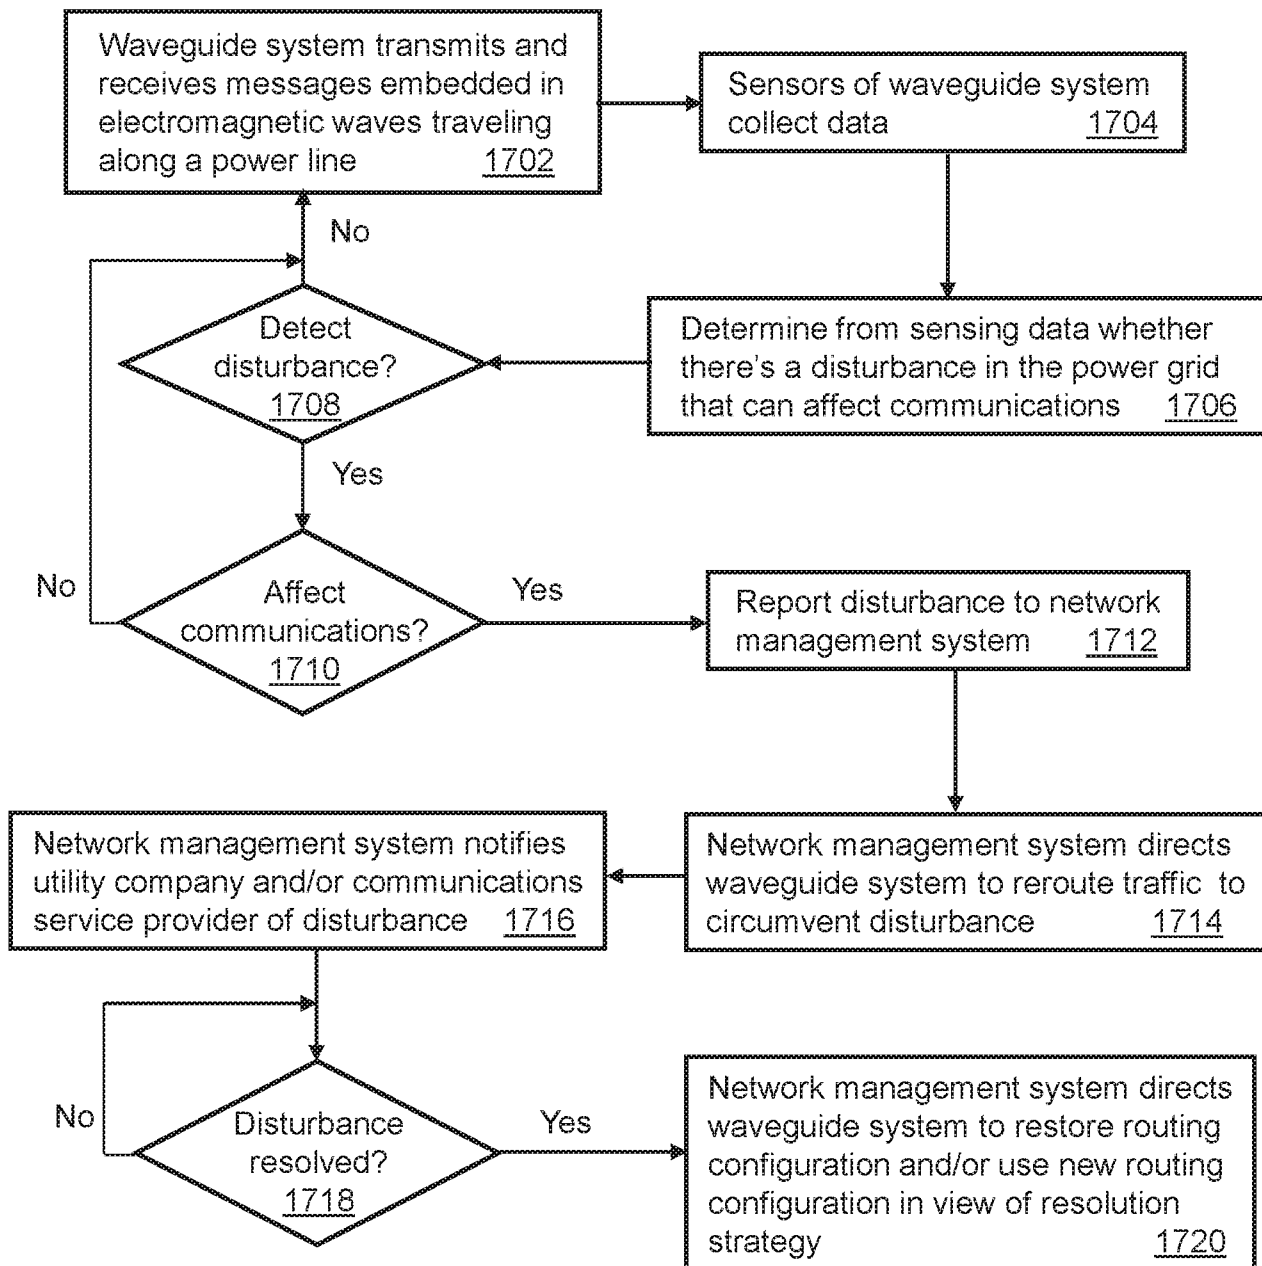 Waveguide system transmits and
receives messages embedded in
electromagnetic waves traveling
along a power line 1702
Sensors of waveguide system
collect data 1704
No
Detect
disturbance?
1708
Determine from sensing data whether
there's a disturbance in the power grid
that can affect communications 1706
Yes
No
Affect
communications?
1710
Yes
Report disturbance to network
management system 1712
Network management system notifies
utility company and/or communications
service provider of disturbance 1716
Network management system directs
waveguide system to reroute traffic to
circumvent disturbance 1714
No
Disturbance
resolved?
1718
Yes
Network management system directs
waveguide system to restore routing
configuration and/or use new routing
configuration in view of resolution
strategy 1720